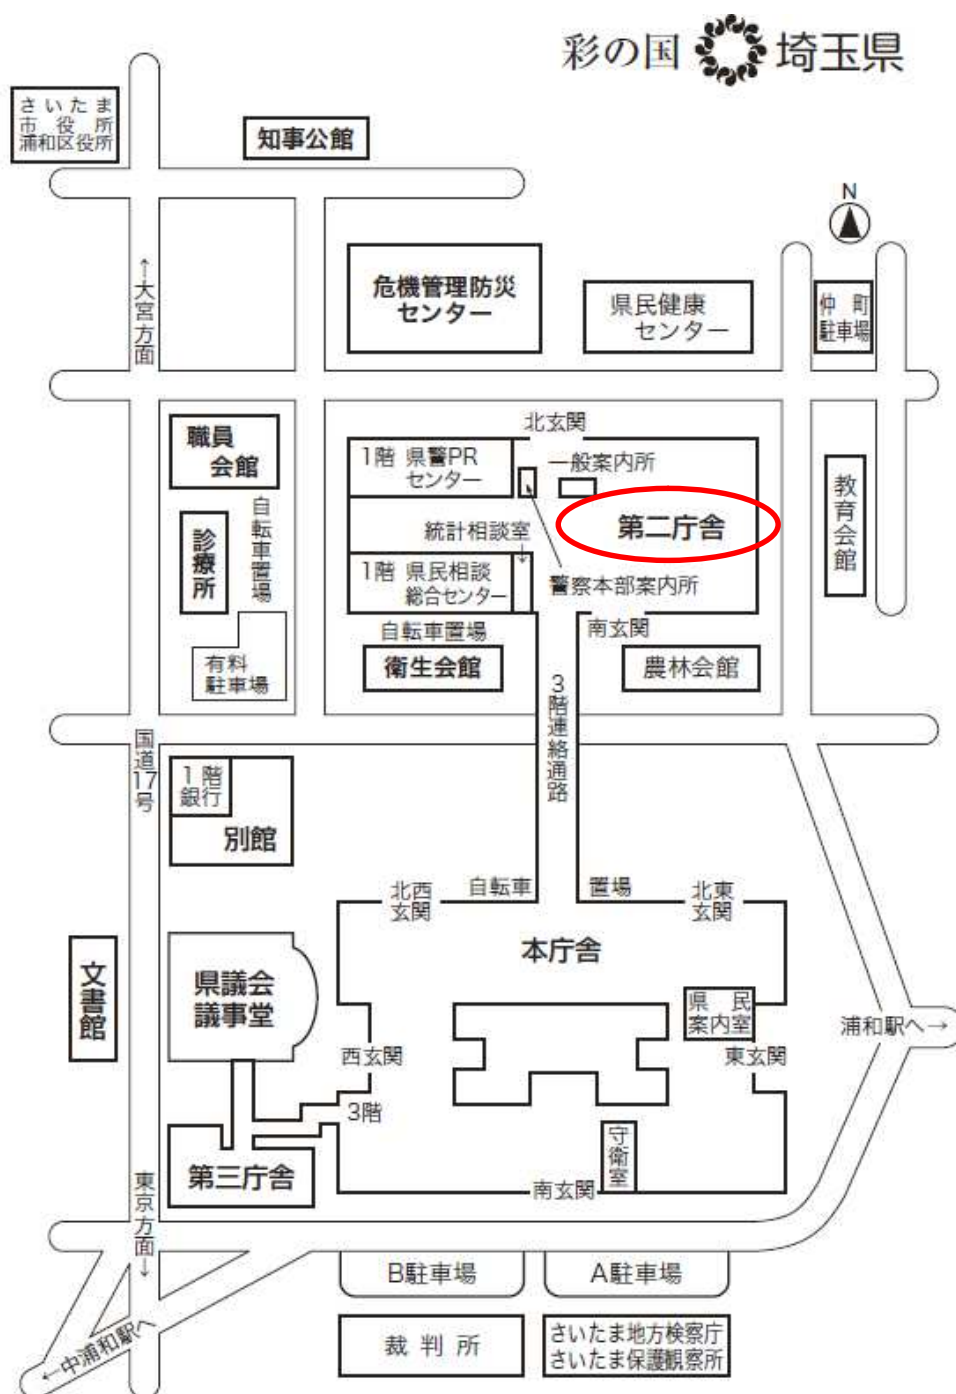 彩の国 埼玉県
さいたま
市役所
浦和区役所
知事公館
N
←大宮方面
危機管理防災
センター
県民健康
センター
仲町
駐車場
職員
会館
自転車置場
診療所
有料
駐車場
北玄関
1階 県警PR
センター
一般案内所
第二庁舎
統計相談室
↓
1階 県民相談
総合センター
警察本部案内所
南玄関
教育会館
自転車置場
衛生会館
農林会館
3階連絡通路
国道17号
1階
銀行
別館
北西
玄関
自転車
置場
北東
玄関
本庁舎
文書館
県議会
議事堂
県民
案内室
浦和駅へ→
西玄関
東玄関
3階
守衛室
第三庁舎
南玄関
東京方面→
←中浦和駅へ
B駐車場
A駐車場
裁判所
さいたま地方検察庁
さいたま保護観察所